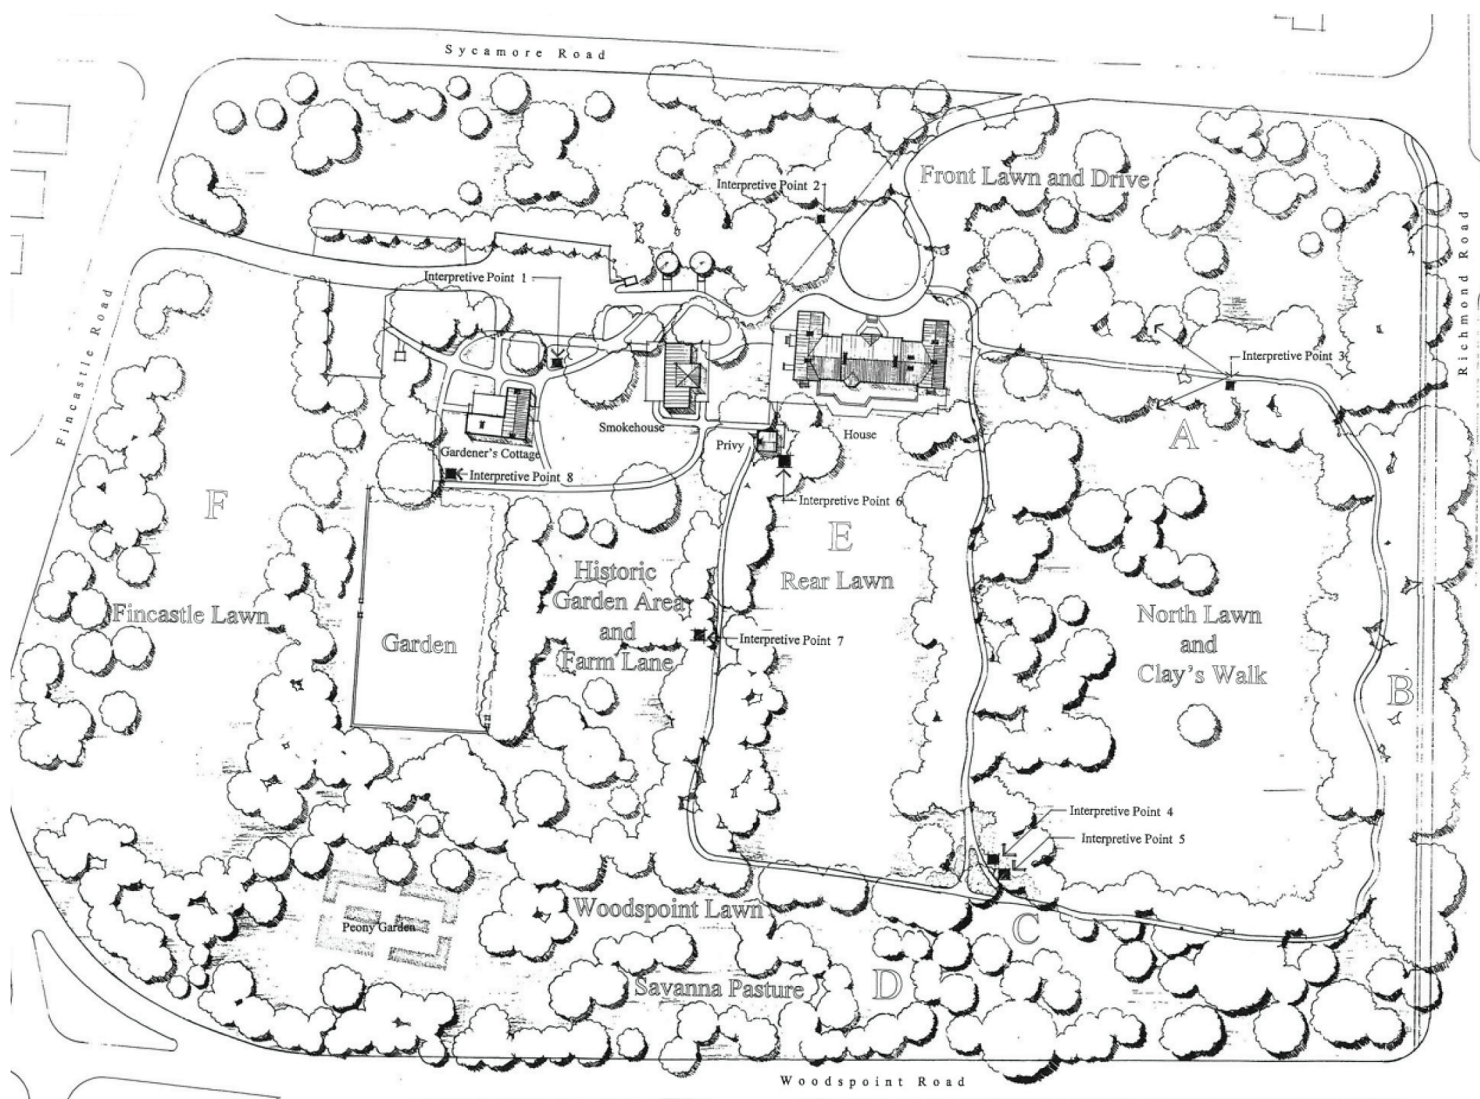 Sycamore Road
Front Lawn and Drive
Interpretive Point 2
Richmond Road
Interpretive Point 1
Fincastle Road
Interpretive Point 3
A
Smokehouse
House
Privy
Gardener's Cottage
Interpretive Point 8
Interpretive Point 6
F
E
Rear Lawn
Historic
Garden Area
and
Farm Lane
Fincastle Lawn
Garden
Interpretive Point 7
North Lawn
and
Clay's Walk
B
Interpretive Point 4
Interpretive Point 5
Woodspoint Lawn
Peony Garden
C
Savanna Pasture
D
Woodspoint Road